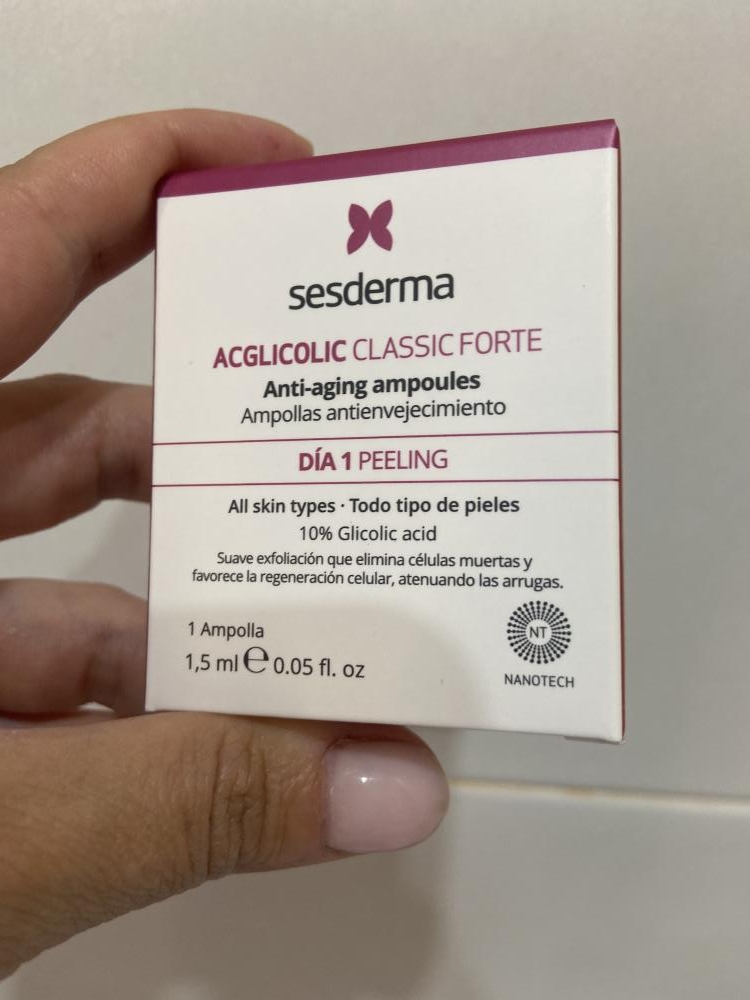 sesderma
ACGLICOLIC CLASSIC FORTE
Anti-aging ampoules
Ampollas antienvejecimiento
DÍA 1 PEELING
All skin types · Todo tipo de pieles
10% Glicolic acid
Suave exfoliación que elimina células muertas y
favorece la regeneración celular, atenuando las arrugas.
1 Ampolla
1,5 ml ℮ 0.05 fl. oz
NT
NANOTECH